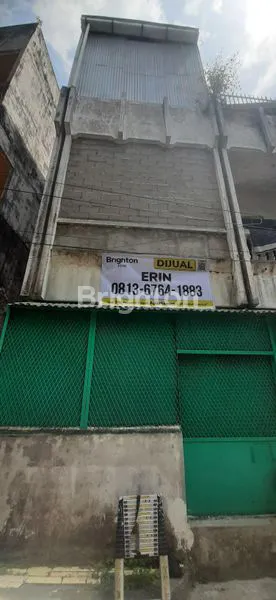 Brighton
DIJUAL
ERIN
0813-6764-1883
Brighton